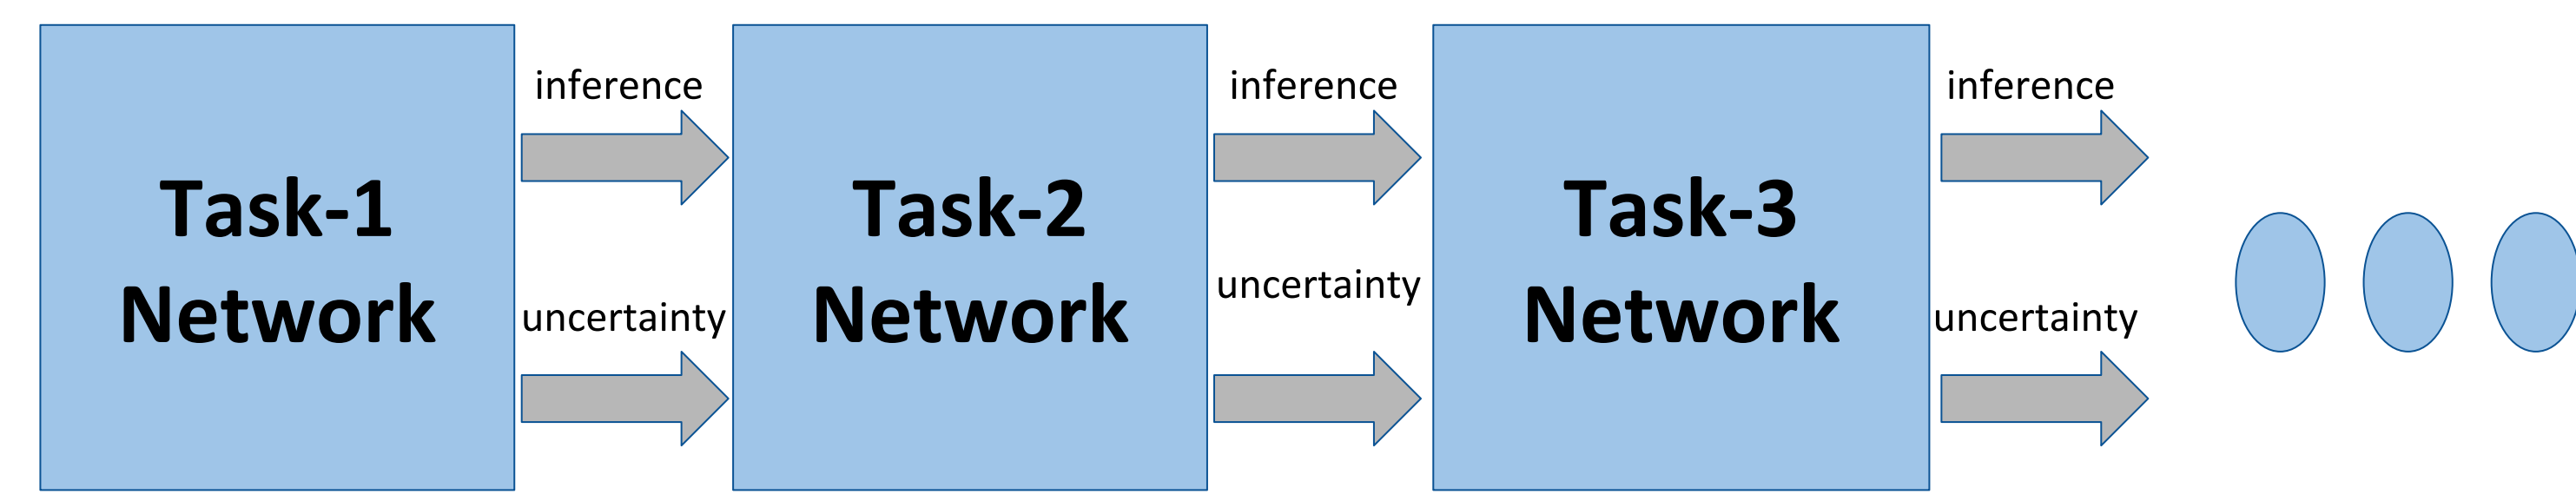 Task-1
Network
inference
uncertainty
Task-2
Network
inference
uncertainty
Task-3
Network
inference
uncertainty